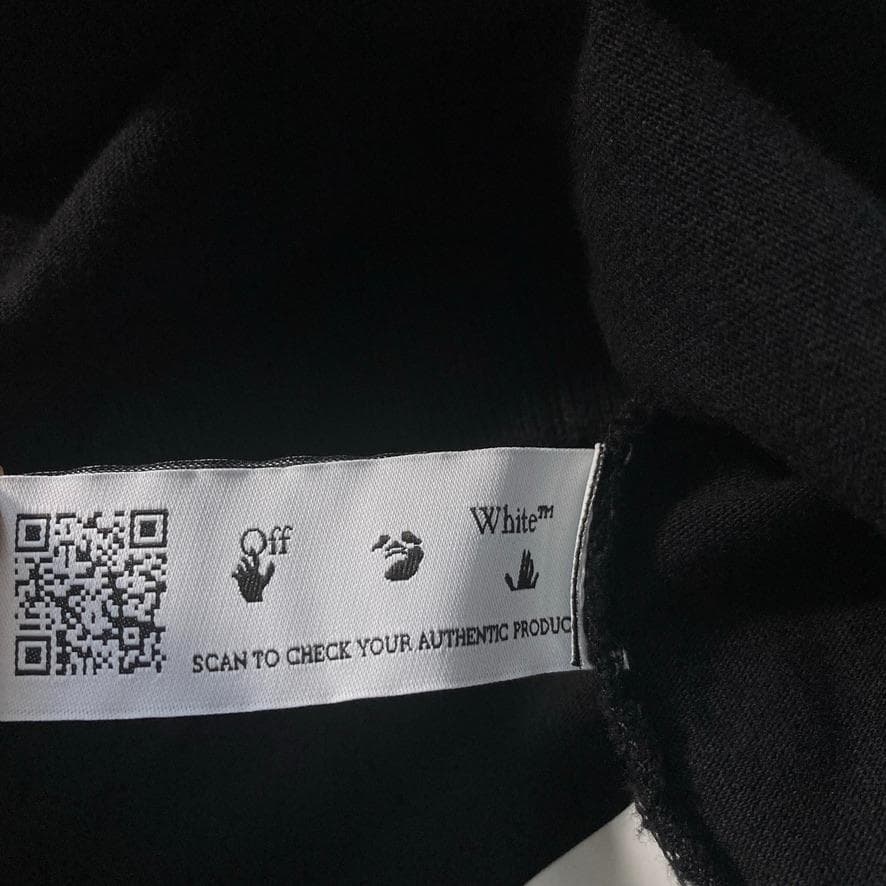 Off
White™
SCAN TO CHECK YOUR AUTHENTIC PRODUC